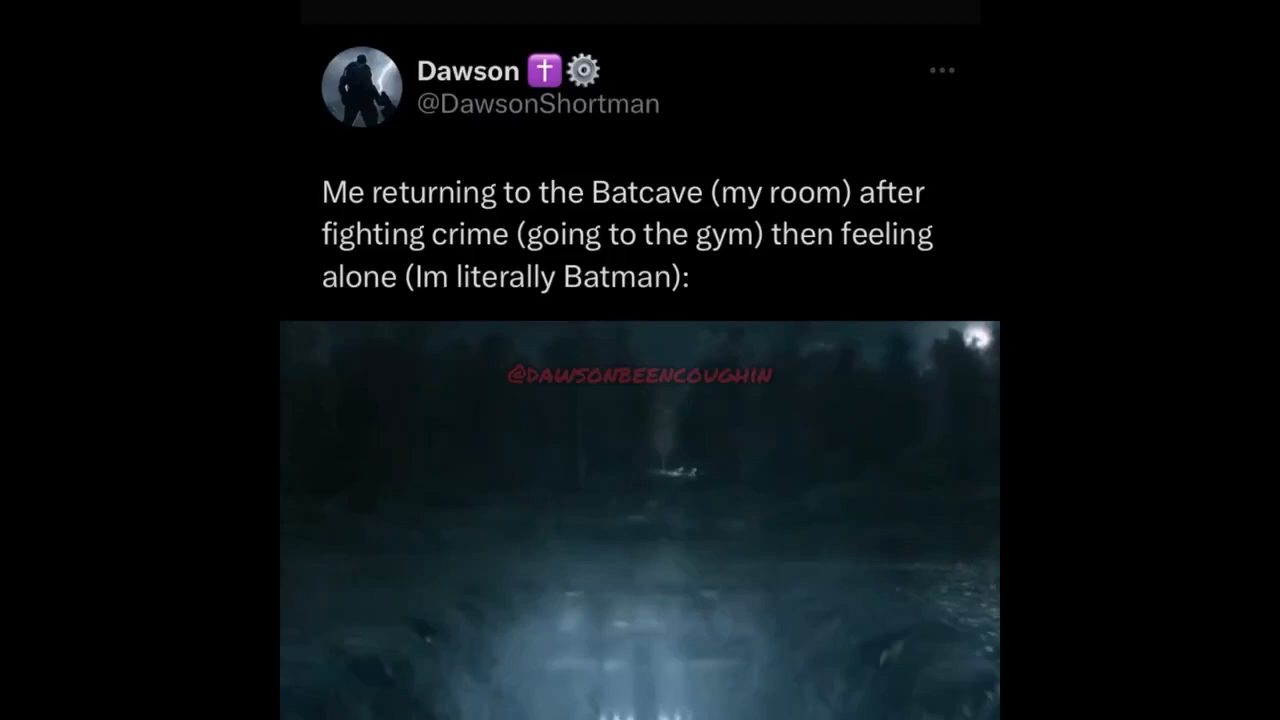 Dawson ✝️⚙️
@DawsonShortman
Me returning to the Batcave (my room) after
fighting crime (going to the gym) then feeling
alone (Im literally Batman):
@DAWSONBEENCOUGHIN